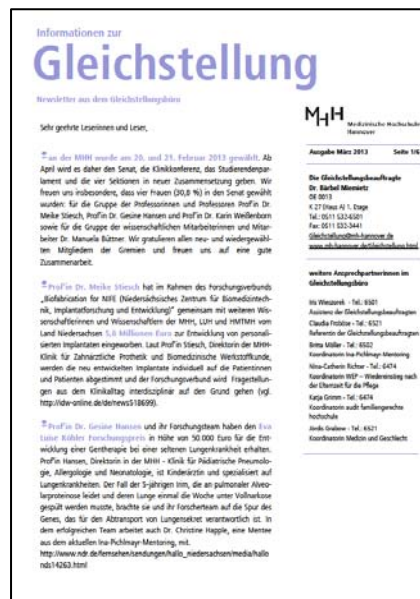 Informationen zur
Gleichstellung
Newsletter aus dem Gleichstellungsbüro
Sehr geehrte Leserinnen und Leser,
an der MHH wurde am 20. und 21. Februar 2013 gewählt. Ab
April wird es daher den Senat, die Klinikkonferenz, das Studierendenpar-
lament und die vier Sektionen in neuer Zusammensetzung geben. Wir
freuen uns insbesondere, dass vier Frauen (30,8 %) in den Senat gewählt
wurden: für die Gruppe der Professorinnen und Professoren Prof'in Dr.
Meike Stiesch, Prof'in Dr. Gesine Hansen und Prof'in Dr. Karin Weißenborn
sowie für die Gruppe der wissenschaftlichen Mitarbeiterinnen und Mitar-
beiter Dr. Manuela Büttner. Wir gratulieren allen neu- und wiedergewähl-
ten Mitgliedern der Gremien und freuen uns auf eine gute
Zusammenarbeit.
Prof'in Dr. Meike Stiesch hat im Rahmen des Forschungsverbunds
„Biofabrication for NIFE (Niedersächsisches Zentrum für Biomedizintech-
nik, Implantatforschung und Entwicklung)" gemeinsam mit weiteren Wis-
senschaftlerinnen und Wissenschaftlern der MHH, LUH und HMTMH vom
Land Niedersachsen 5,8 Millionen Euro zur Entwicklung von personali-
sierten Implantaten eingeworben. Laut Prof'in Stiesch, Direktorin der MHH-
Klinik für Zahnärztliche Prothetik und Biomedizinische Werkstoffkunde,
werden die neu entwickelten Implantate individuell auf die Patientinnen
und Patienten abgestimmt und der Forschungsverbund wird Fragestellun-
gen aus dem Klinikalltag interdisziplinär auf den Grund gehen (vgl.
http://idw-online.de/de/news518699).
Prof'in Dr. Gesine Hansen und ihr Forschungsteam haben den Eva
Luise Köhler Forschungspreis in Höhe von 50.000 Euro für die Ent-
wicklung einer Gentherapie bei einer seltenen Lungenkrankheit erhalten.
Prof'in Hansen, Direktorin in der MHH - Klinik für Pädiatrische Pneumolo-
gie, Allergologie und Neonatologie, ist Kinderärztin und spezialisiert auf
Lungenkrankheiten. Der Fall der 5-jährigen Irim, die an pulmonaler Alveo-
larproteinose leidet und deren Lunge einmal die Woche unter Vollnarkose
gespült werden musste, brachte sie und ihr Forscherteam auf die Spur des
Genas, das für den Abtransport von Lungensekret verantwortlich ist. In
dem erfolgreichen Team arbeitet auch Dr. Christine Happle, eine Mentee
aus dem aktuellen Ina-Pichlmayr-Mentoring, mit.
http://www.ndr.de/fernsehen/sendungen/hallo_niedersachsen/media/hallo
nds14263.html
MHH
Medizinische Hochschule
Hannover
Ausgabe März 2013 Seite 1/6
Die Gleichstellungsbeauftragte
Dr. Bärbel Miemietz
OE 0013
K 27 (Haus A) 1. Etage
Tel.: 0511 532-6501
Fax: 0511 532-3441
Gleichstellung@mh-hannover.de
www.mh-hannover.de/gleichstellung.html
weitere Ansprechpartnerinnen im
Gleichstellungsbüro
Iris Wieczorek - Tel.: 6501
Assistenz der Gleichstellungsbeauftragten
Claudia Froböse - Tel.: 6521
Referentin der Gleichstellungsbeauftragten
Britta Möller - Tel.: 6502
Koordinatorin Ina-Pichlmayr-Mentoring
Nina-Catherin Richter - Tel.: 6474
Koordinatorin WEP – Wiedereinstieg nach
der Elternzeit für die Pflege
Katja Grimm - Tel.: 6474
Koordinatorin audit familiengerechte
hochschule
Koordinatorin Medizin und Geschlecht